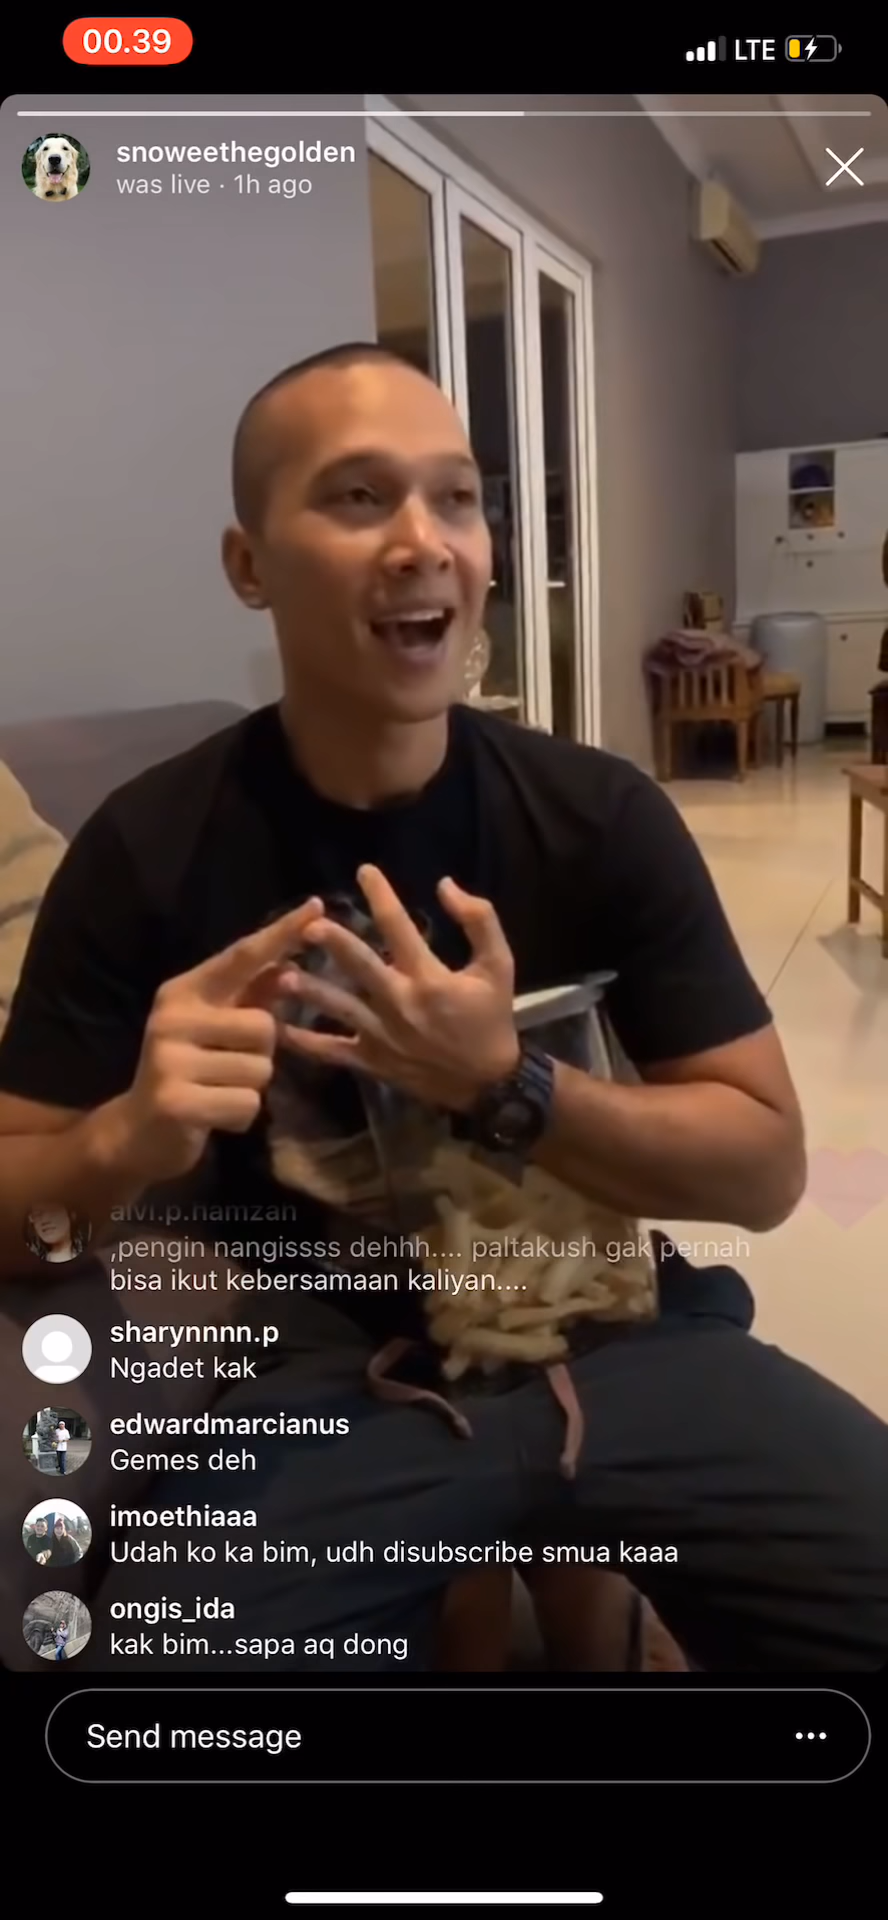 00.39
LTE
snoweethegolden
was live · 1h ago
alvi.p.hamzah
,pengin nangissss dehhh.... paltakush gak pernah
bisa ikut kebersamaan kaliyan....
sharynnnn.p
Ngadet kak
edwardmarcianus
Gemes deh
imoethiaaa
Udah ko ka bim, udh disubscribe smua kaaa
ongis_ida
kak bim...sapa aq dong
Send message